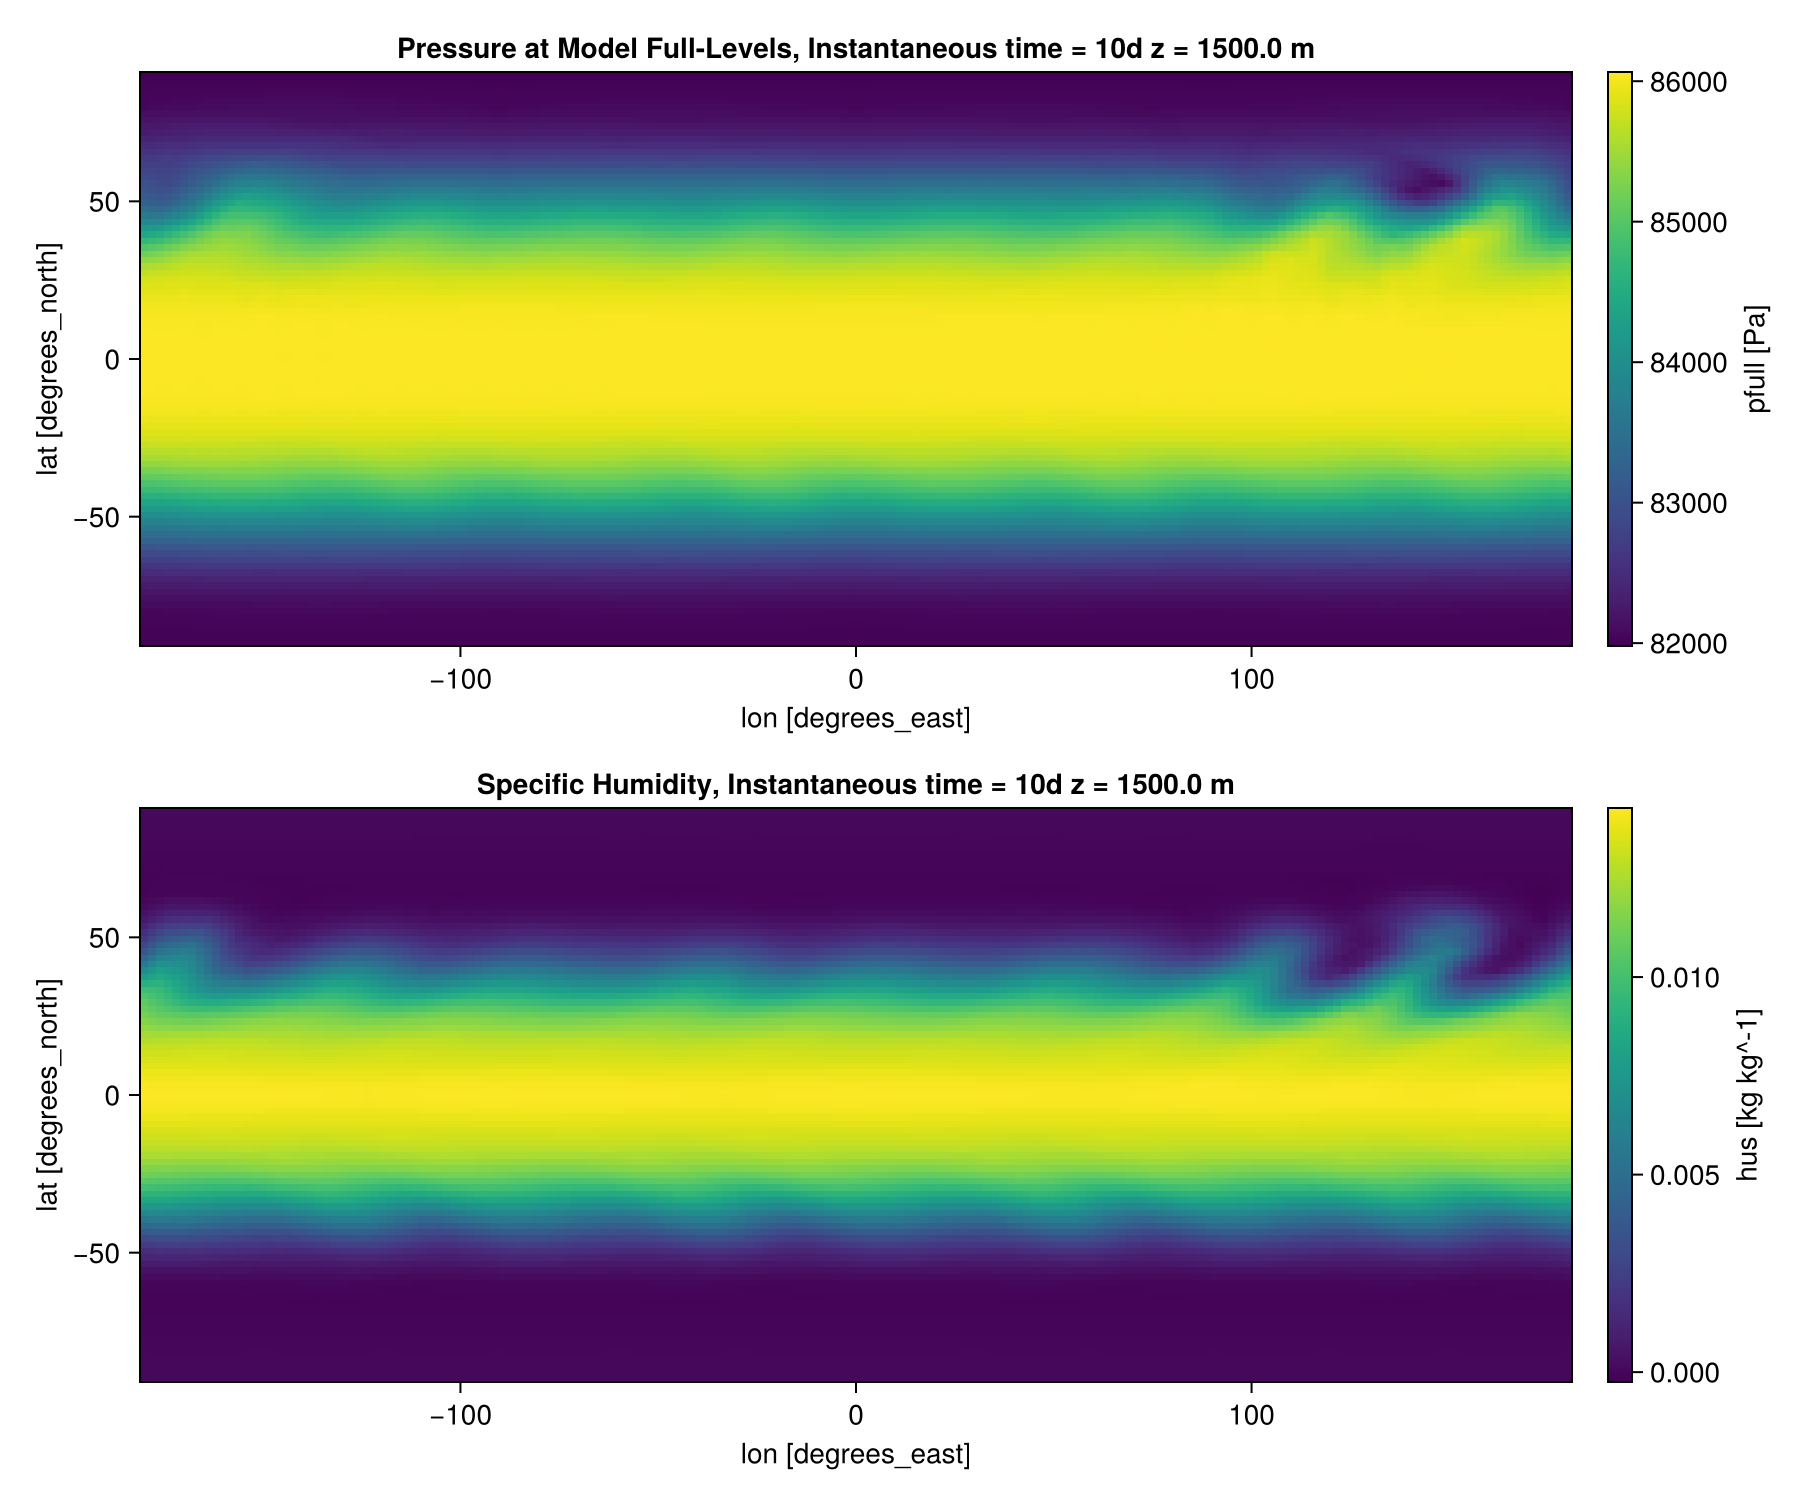 Pressure at Model Full-Levels, Instantaneous time = 10d z = 1500.0 m
50
0
−50
lat [degrees_north]
−100
0
100
lon [degrees_east]
86000
85000
84000
83000
82000
pfull [Pa]
Specific Humidity, Instantaneous time = 10d z = 1500.0 m
50
0
−50
lat [degrees_north]
−100
0
100
lon [degrees_east]
0.010
0.005
0.000
hus [kg kg^-1]